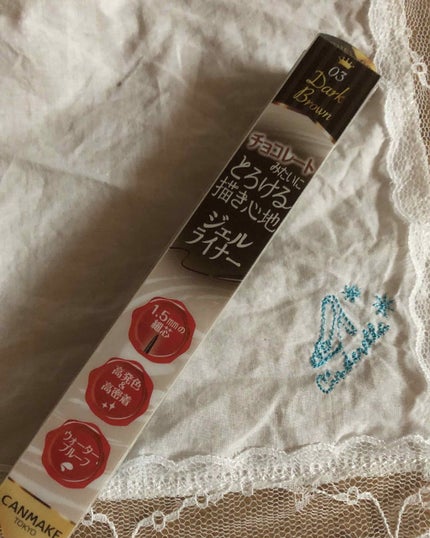 03
Dark
Brown
チョコレート
みたいに
とろける
描き心地
ジェル
ライナー
1.5mmの
細芯
高発色
&
高密着
ウォーター
プルーフ
CANMAKE
TOKYO